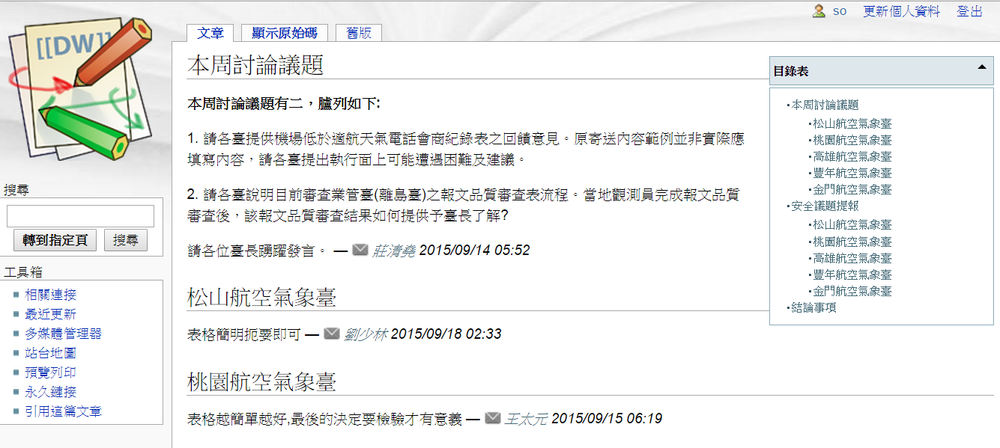 so 更新個人資料 登出
[[DW]]
文章 顯示原始碼 舊版
本周討論議題
本周討論議題有二，臚列如下:
1. 請各臺提供機場低於適航天氣電話會商紀錄表之回饋意見。原寄送內容範例並非實際應
填寫內容，請各臺提出執行面上可能遭遇困難及建議。
2. 請各臺說明目前審查業管臺(離島臺)之報文品質審查表流程。當地觀測員完成報文品質
審查後，該報文品質審查結果如何提供予臺長了解?
請各位臺長踴躍發言。 — 莊清堯 2015/09/14 05:52
松山航空氣象臺
表格簡明扼要即可 — 劉少林 2015/09/18 02:33
桃園航空氣象臺
表格越簡單越好,最後的決定要檢驗才有意義 — 王太元 2015/09/15 06:19
目錄表
本周討論議題
松山航空氣象臺
桃園航空氣象臺
高雄航空氣象臺
豐年航空氣象臺
金門航空氣象臺
安全議題提報
松山航空氣象臺
桃園航空氣象臺
高雄航空氣象臺
豐年航空氣象臺
金門航空氣象臺
結論事項
搜尋
轉到指定頁 搜尋
工具箱
相關連接
最近更新
多媒體管理器
站台地圖
預覽列印
永久鏈接
引用這篇文章